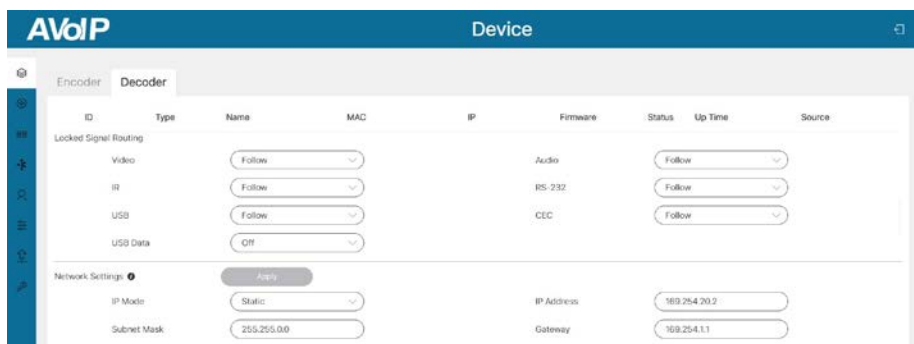 AVoIP Device
Encoder Decoder
ID Type Name MAC IP Firmware Status Up Time Source
Locked Signal Routing
Video Follow Audio Follow
IR Follow RS-232 Follow
USB Follow CEC Follow
USB Data Off
Network Settings Apply
IP Mode Static IP Address 169.254.20.2
Subnet Mask 255.255.0.0 Gateway 169.254.1.1